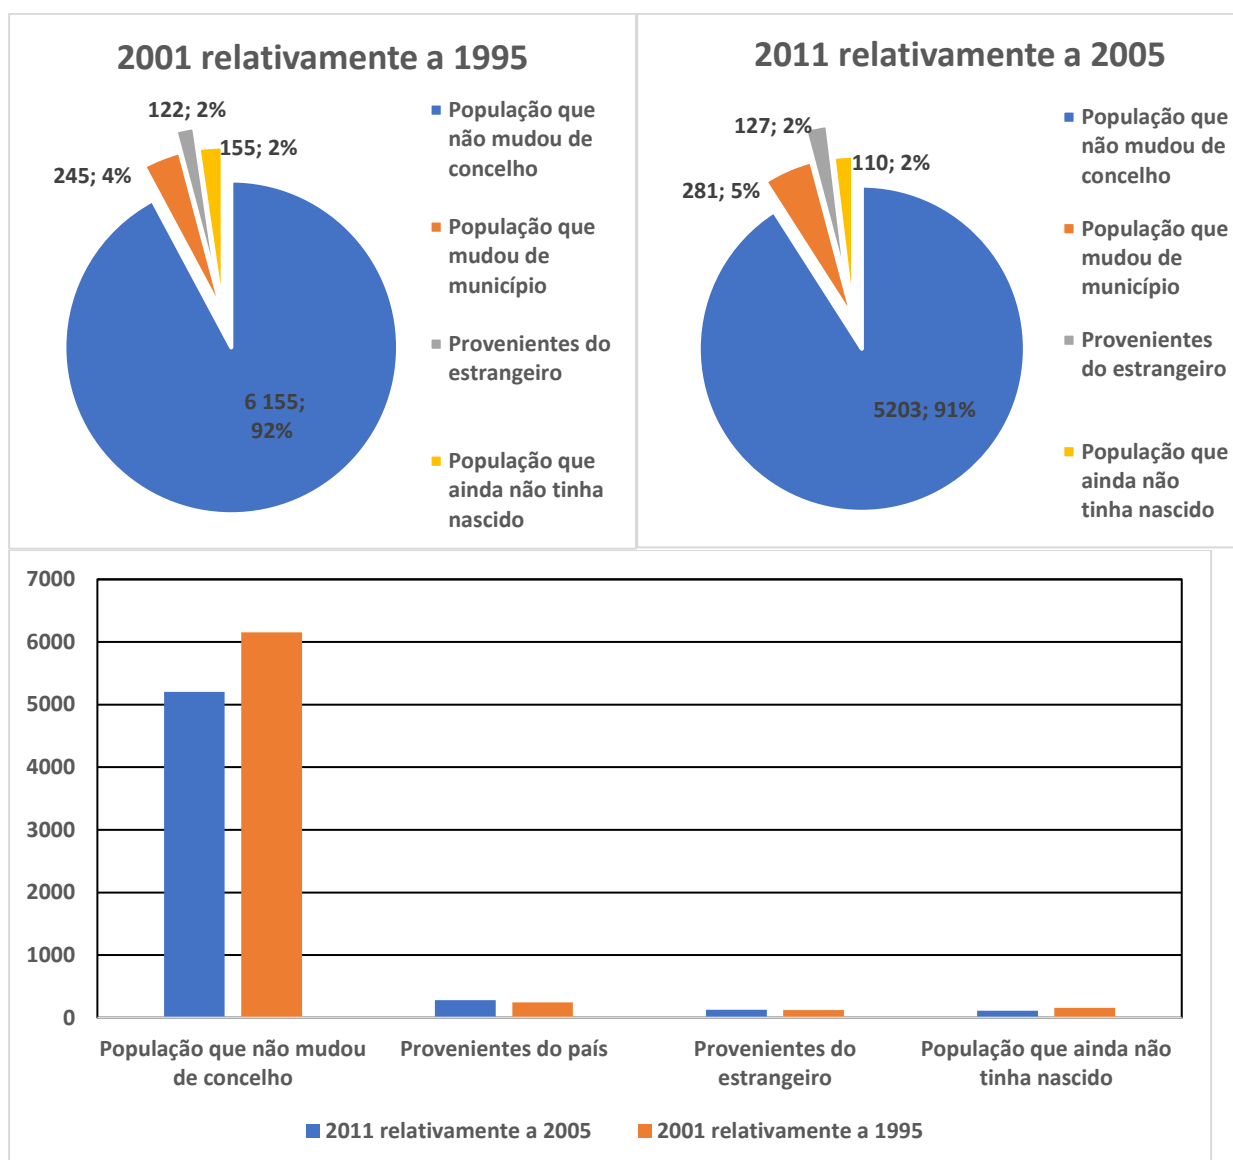 2001 relativamente a 1995
122; 2%
155; 2%
245; 4%
6 155;
92%
População que
não mudou de
concelho
População que
mudou de
município
Provenientes do
estrangeiro
População que
ainda não tinha
nascido
2011 relativamente a 2005
127; 2%
110; 2%
281; 5%
5203; 91%
População que
não mudou de
concelho
População que
mudou de
município
Provenientes
do estrangeiro
População que
ainda não
tinha nascido
7000
6000
5000
4000
3000
2000
1000
0
População que não mudou
de concelho
Provenientes do país
Provenientes do
estrangeiro
População que ainda não
tinha nascido
2011 relativamente a 2005
2001 relativamente a 1995